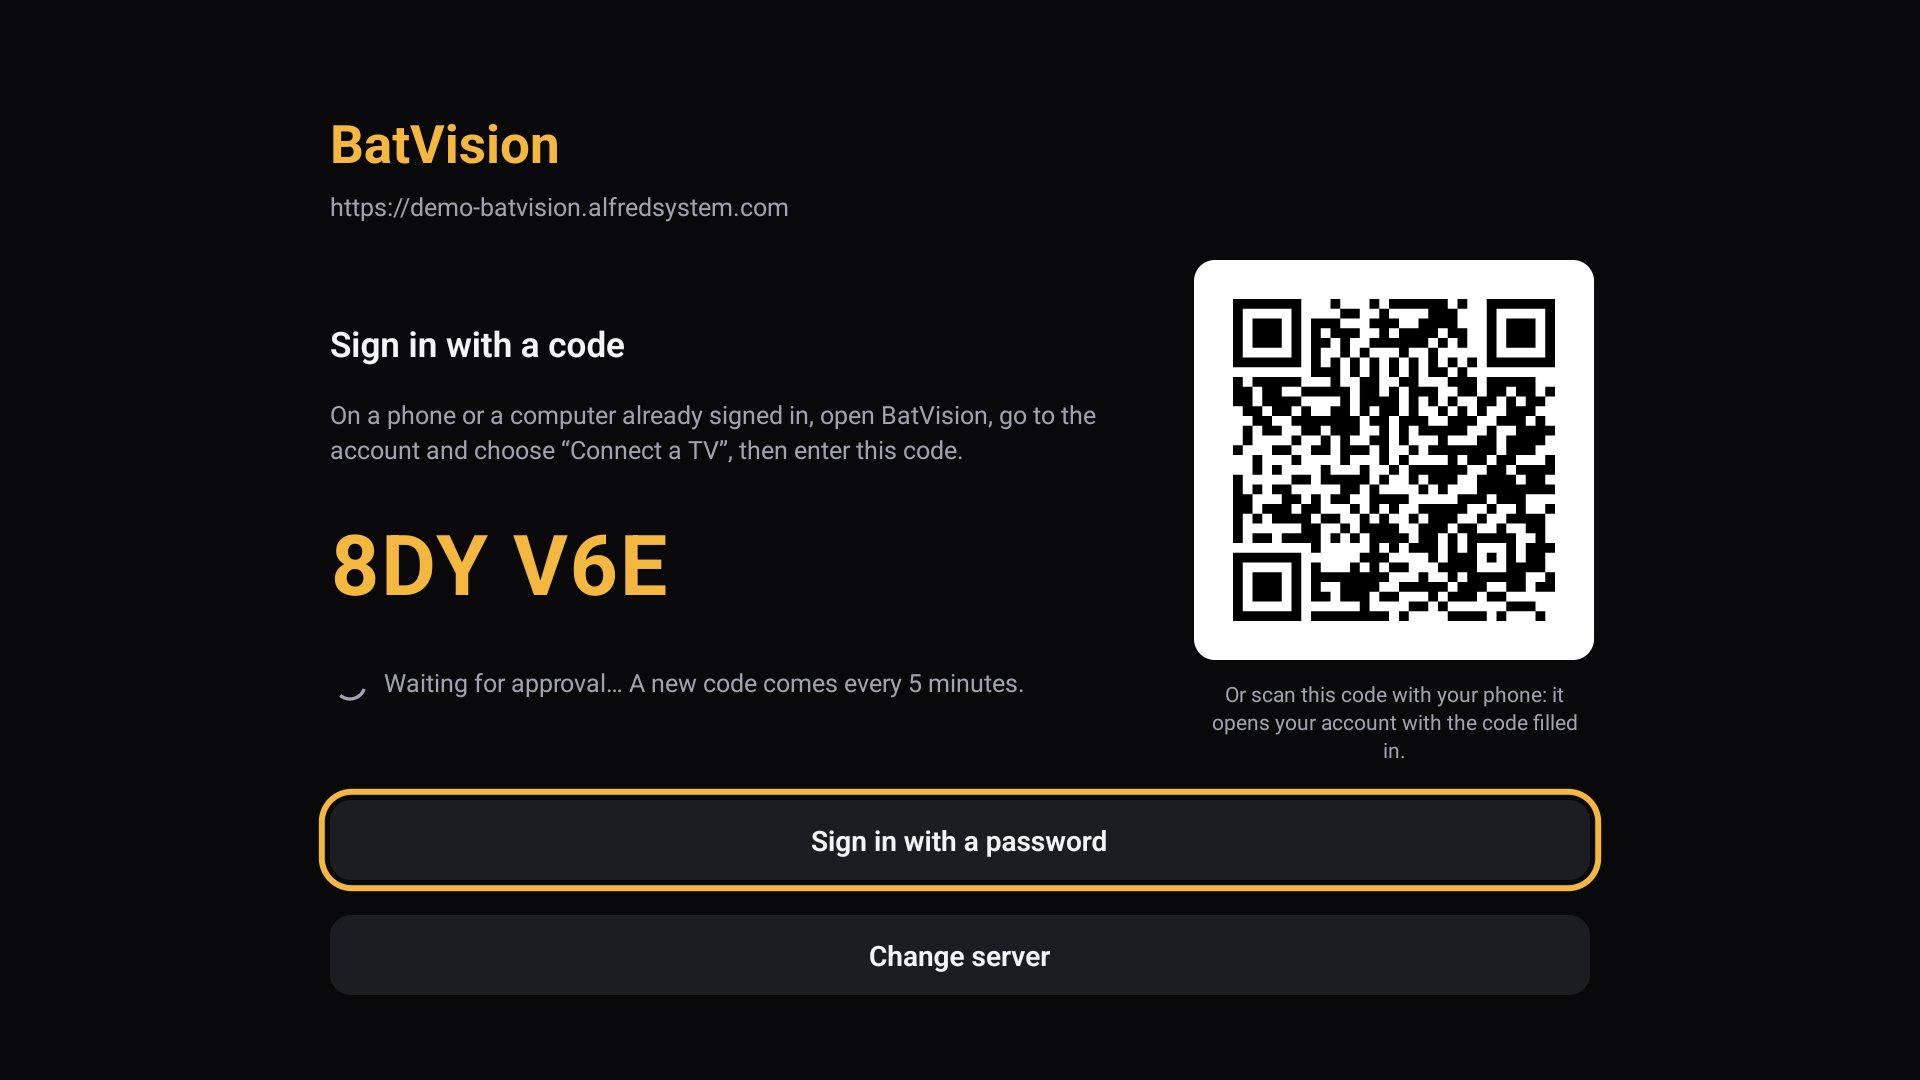 BatVision
https://demo-batvision.alfredsystem.com
Sign in with a code
On a phone or a computer already signed in, open BatVision, go to the
account and choose “Connect a TV”, then enter this code.
8DY V6E
Waiting for approval... A new code comes every 5 minutes.
Or scan this code with your phone: it
opens your account with the code filled
in.
Sign in with a password
Change server